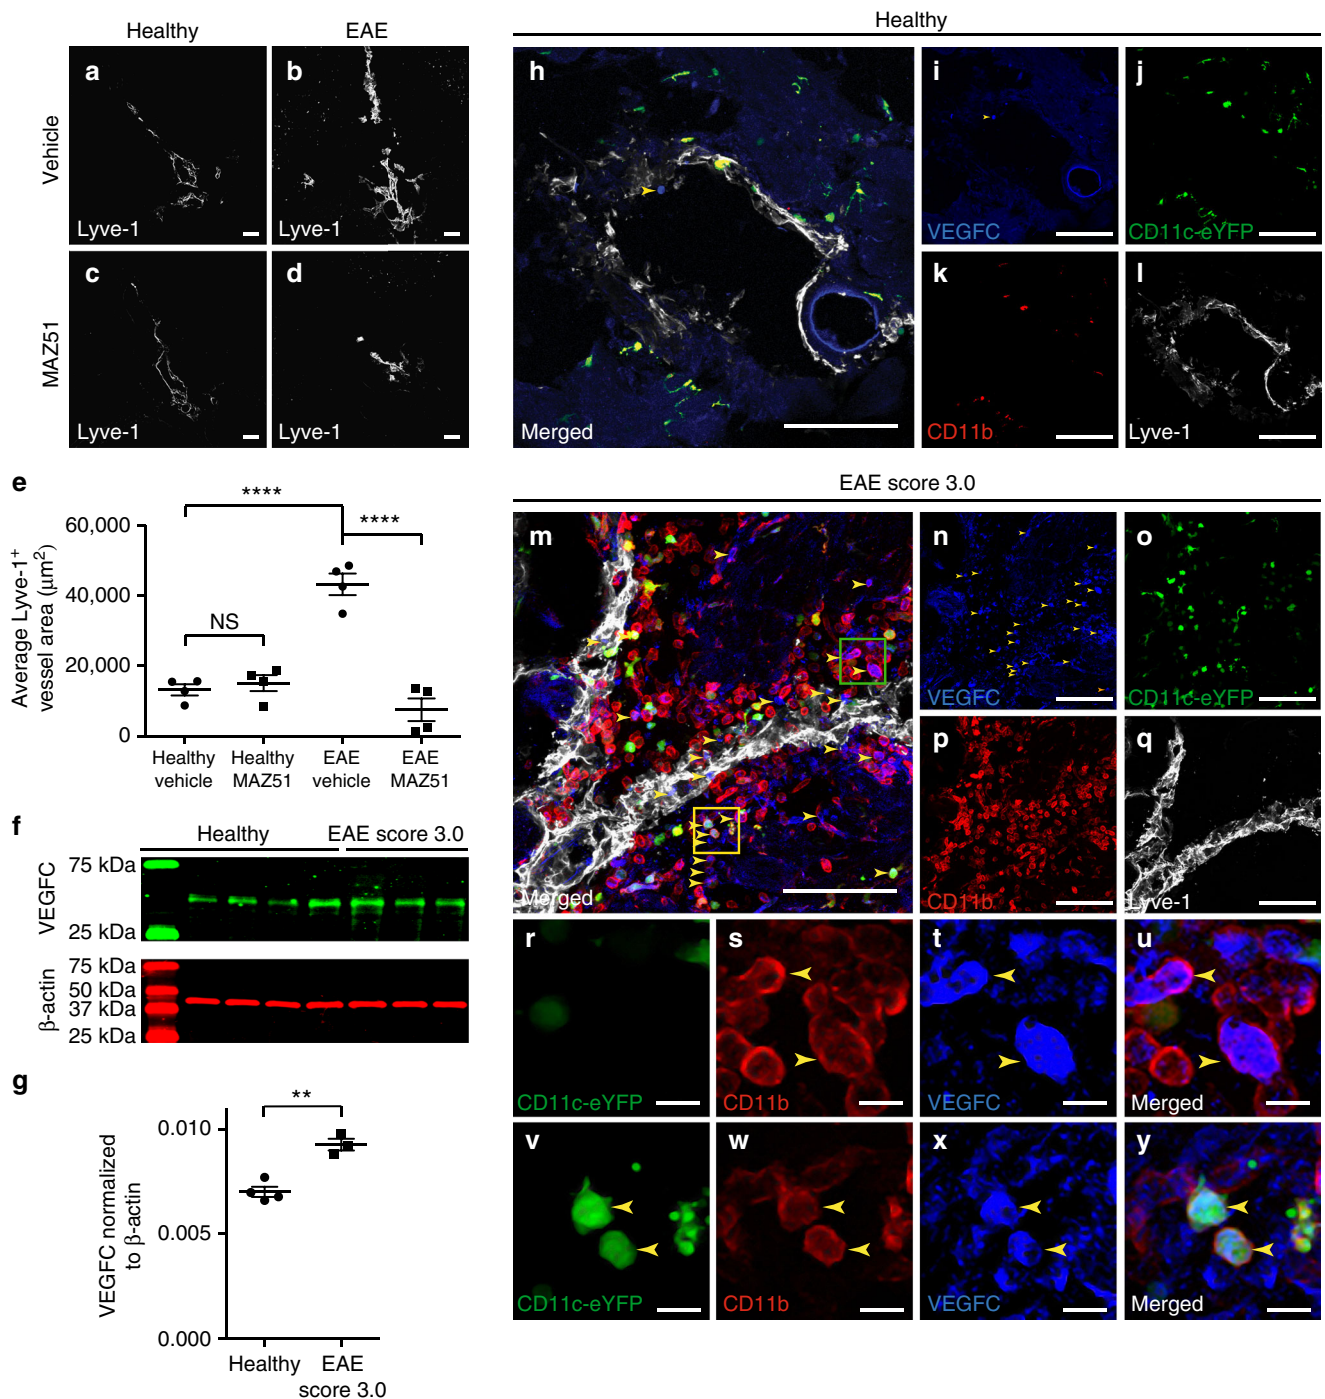 Healthy
EAE
Vehicle
a
Lyve-1
b
Lyve-1
MAZ51
c
Lyve-1
d
Lyve-1
e
Average Lyve-1+
vessel area (μm2)
60,000
40,000
20,000
0
****
****
NS
Healthy
vehicle
Healthy
MAZ51
EAE
vehicle
EAE
MAZ51
f
Healthy
EAE score 3.0
VEGFC
75 kDa
25 kDa
β-actin
75 kDa
50 kDa
37 kDa
25 kDa
g
VEGFC normalized
to β-actin
0.010
0.005
0.000
**
Healthy
EAE
score 3.0
Healthy
h
Merged
i
VEGFC
j
CD11c-eYFP
k
CD11b
l
Lyve-1
EAE score 3.0
m
Merged
n
VEGFC
o
CD11c-eYFP
p
CD11b
q
Lyve-1
r
CD11c-eYFP
s
CD11b
t
VEGFC
u
Merged
v
CD11c-eYFP
w
CD11b
x
VEGFC
y
Merged